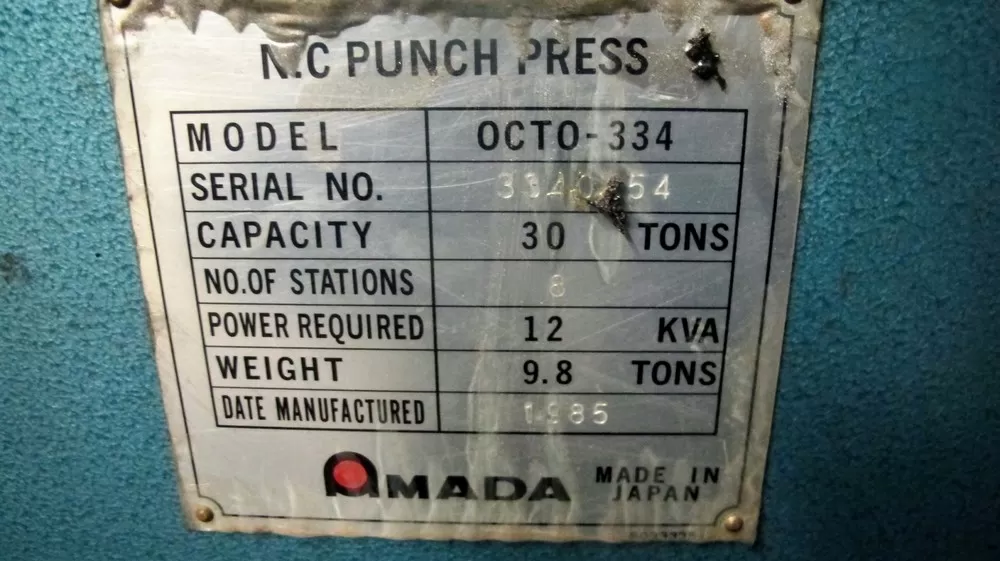 N.C PUNCH PRESS
MODEL OCTO-334
SERIAL NO.
CAPACITY 30 TONS
NO.OF STATIONS 8
POWER REQUIRED 12 KVA
WEIGHT 9.8 TONS
DATE MANUFACTURED 1985
AMADA
MADE IN
JAPAN